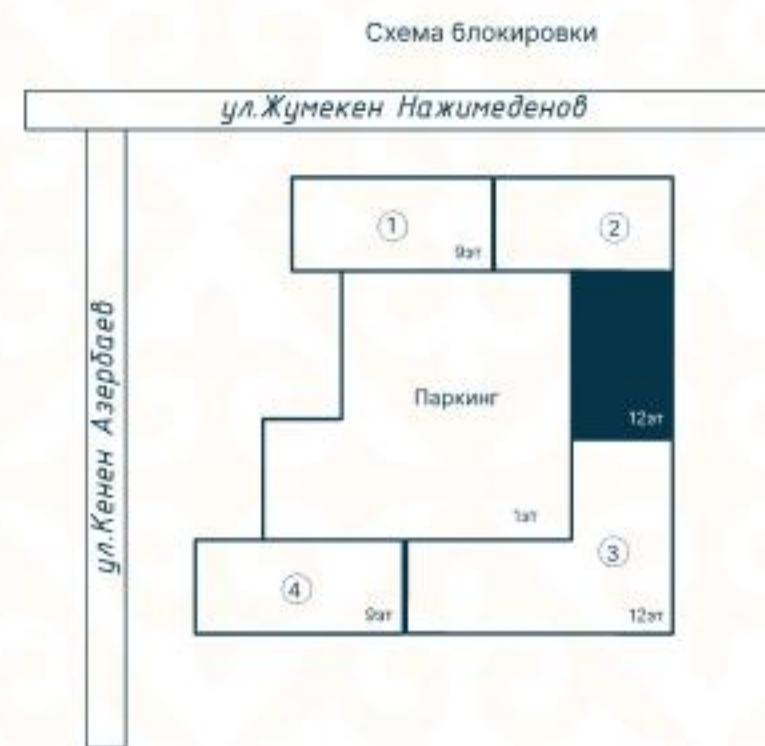 Схема блокировки
ул.Жумекен Нажимеденов
1
2
9эт
ул.Кенен Азербаев
Паркинг
12эт
1эт
3
4
9эт
12эт